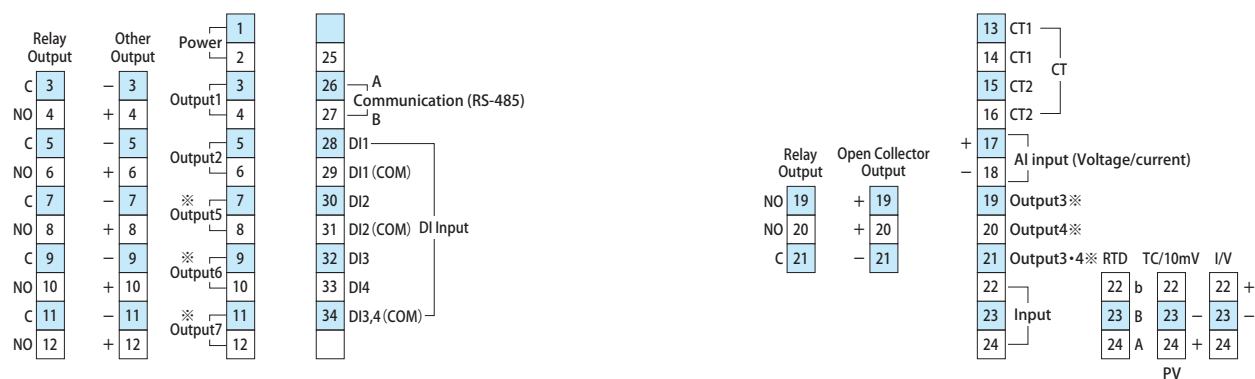 Relay Output
Other Output
Power
1
2
25
C 3
− 3
Output1
3
26
A
Communication (RS-485)
NO 4
+ 4
4
27
B
C 5
− 5
Output2
5
28 DI1
NO 6
+ 6
6
29 DI1(COM)
C 7
− 7
※
Output5
7
30 DI2
NO 8
+ 8
8
31 DI2(COM)
DI Input
C 9
− 9
※
Output6
9
32 DI3
NO 10
+ 10
10
33 DI4
C 11
− 11
※
Output7
11
34 DI3,4(COM)
NO 12
+ 12
12
13 CT1
14 CT1
CT
15 CT2
16 CT2
+ 17
− 18
AI input (Voltage/current)
Relay Output
Open Collector Output
NO 19
+ 19
19 Output3※
NO 20
+ 20
20 Output4※
C 21
− 21
21 Output3・4※
RTD
TC/10mV
I/V
22
23
24
Input
22 b
22
22 +
23 B
23 −
23 −
24 A
24 +
24
PV